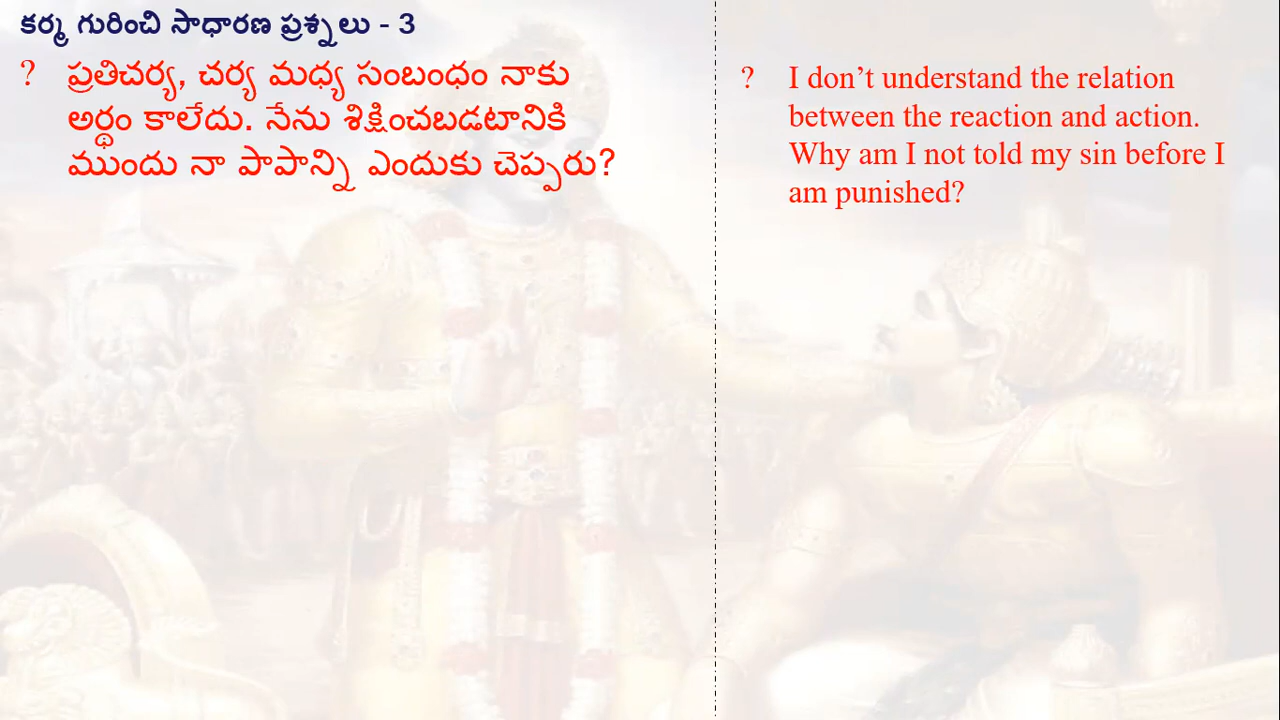 కర్మ గురించి సాధారణ ప్రశ్నలు - 3
? ప్రతిచర్య, చర్య మధ్య సంబంధం నాకు
అర్థం కాలేదు. నేను శిక్షించబడటానికి
ముందు నా పాపాన్ని ఎందుకు చెప్పరు?
? I don’t understand the relation
between the reaction and action.
Why am I not told my sin before I
am punished?